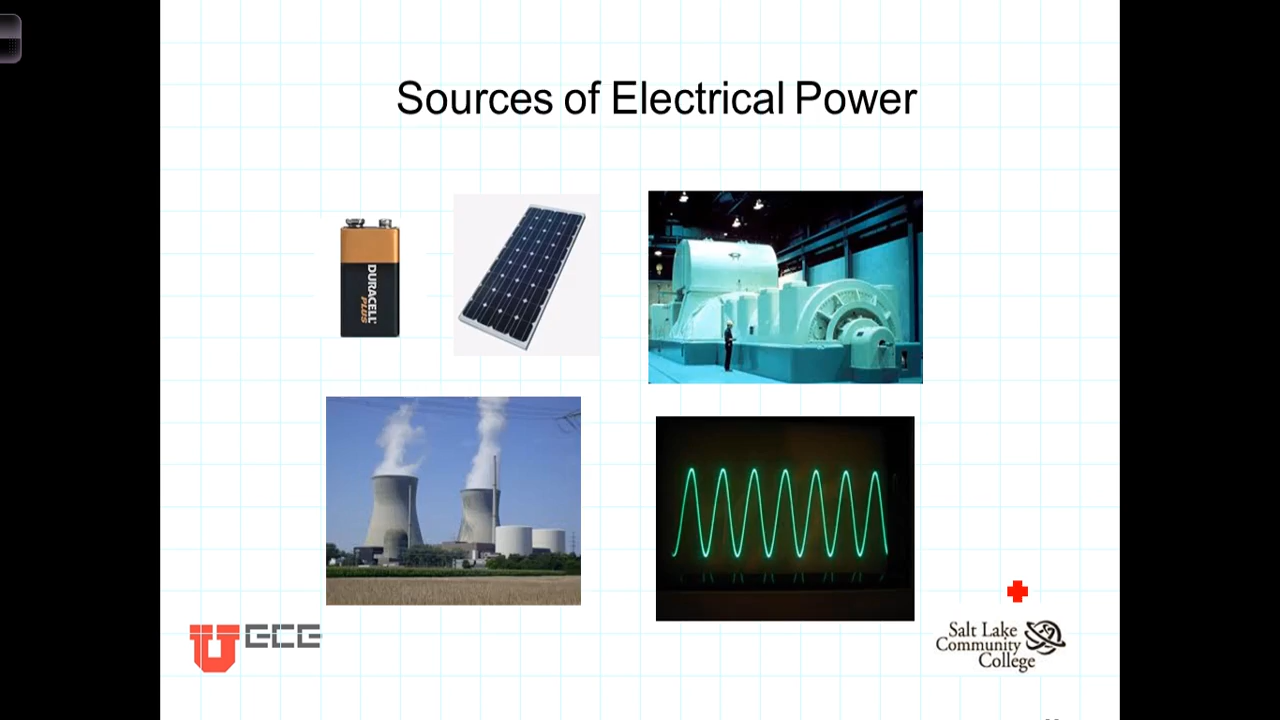 Sources of Electrical Power
DURACELL
PLUS
ECE
Salt Lake
Community
College